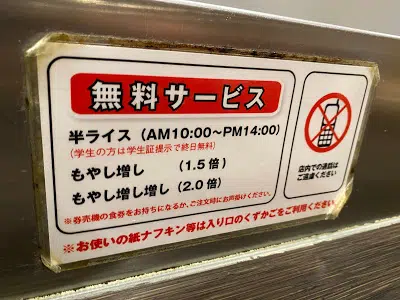 無料サービス
半ライス（AM10:00～PM14:00）
(学生の方は学生証提示で終日無料)
もやし増し （1.5倍）
もやし増し増し（2.0倍）
※券売機の食券をお持ちになるか、ご注文時にお声掛けください。
※お使いの紙ナフキン等は入り口のくずかごをご利用ください
店内での通話は
ご遠慮ください